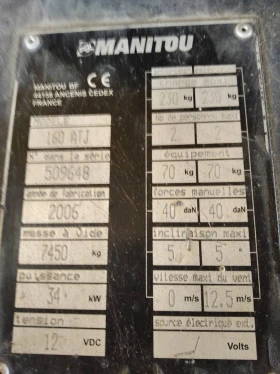 MANITOU
MANITOU BF
44158 ANCENIS CEDEX
FRANCE
CE
MODELE
160 ATJ
N° dans la série
509648
année de fabrication
2006
masse à vide
7450 kg
puissance
34 kW
tension
12 VDC
230 kg 230 kg
2 2
équipement
70 kg 70 kg
forces manuelles
40 daN 40 daN
inclinaison maxi
5 5
vitesse maxi du vent
0 m/s 12.5 m/s
source électrique ext.
/ Volts